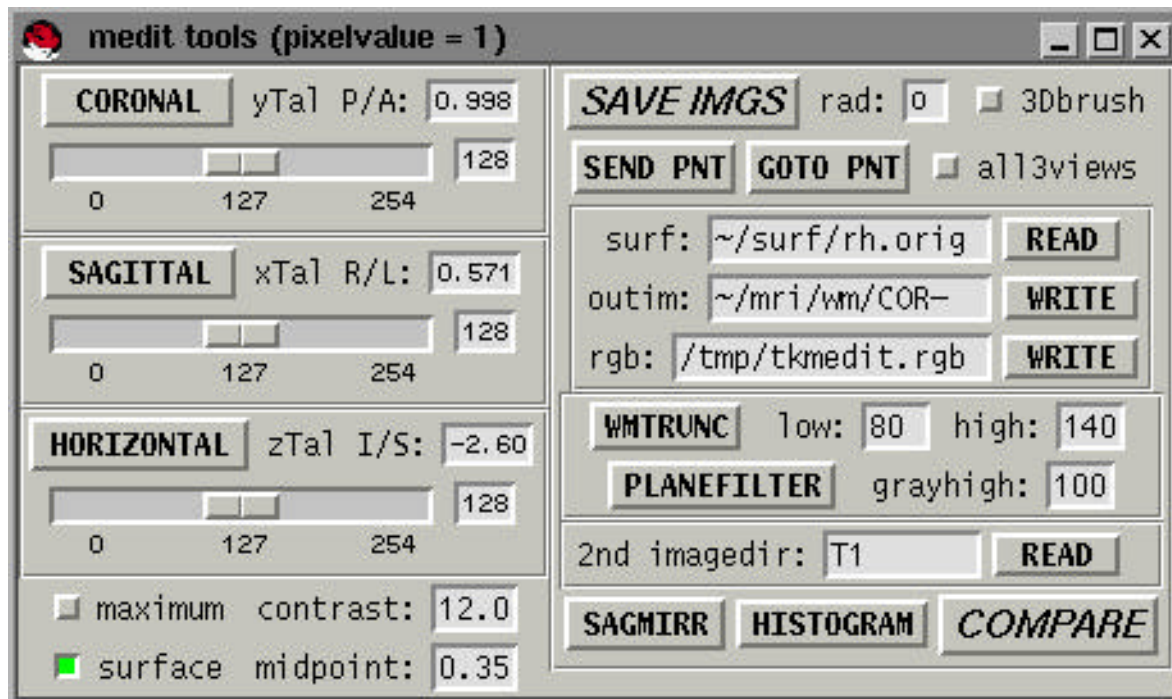 medit tools (pixelvalue = 1)
CORONAL yTal P/A: 0.998
128
0 127 254
SAGITTAL xTal R/L: 0.571
128
0 127 254
HORIZONTAL zTal I/S: -2.60
128
0 127 254
maximum contrast: 12.0
surface midpoint: 0.35
SAVE IMGS rad: 0 3Dbrush
SEND PNT GOTO PNT all3views
surf: ~/surf/rh.orig READ
outim: ~/mri/wm/COR- WRITE
rgb: /tmp/tkmedit.rgb WRITE
WMTRUNC low: 80 high: 140
PLANEFILTER grayhigh: 100
2nd imagedir: T1 READ
SAGMIRR HISTOGRAM COMPARE